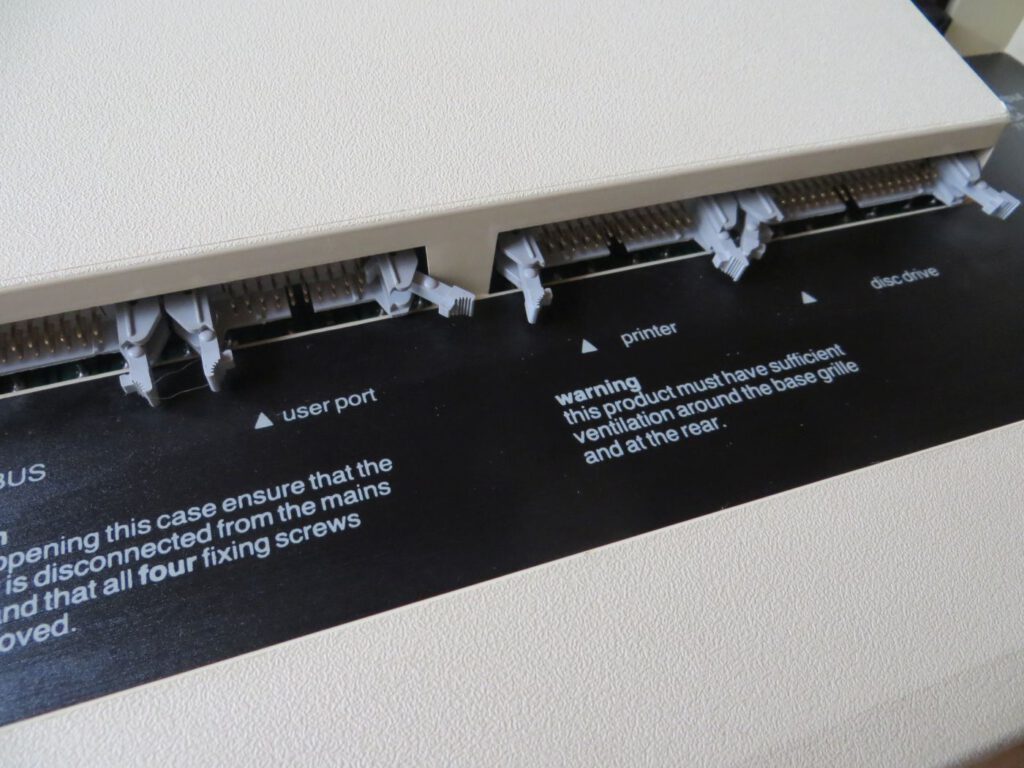 ▲ user port
▲ printer
▲ disc drive
warning
this product must have sufficient
ventilation around the base grille
and at the rear.
BUS
n
opening this case ensure that the
is disconnected from the mains
and that all four fixing screws
oved.